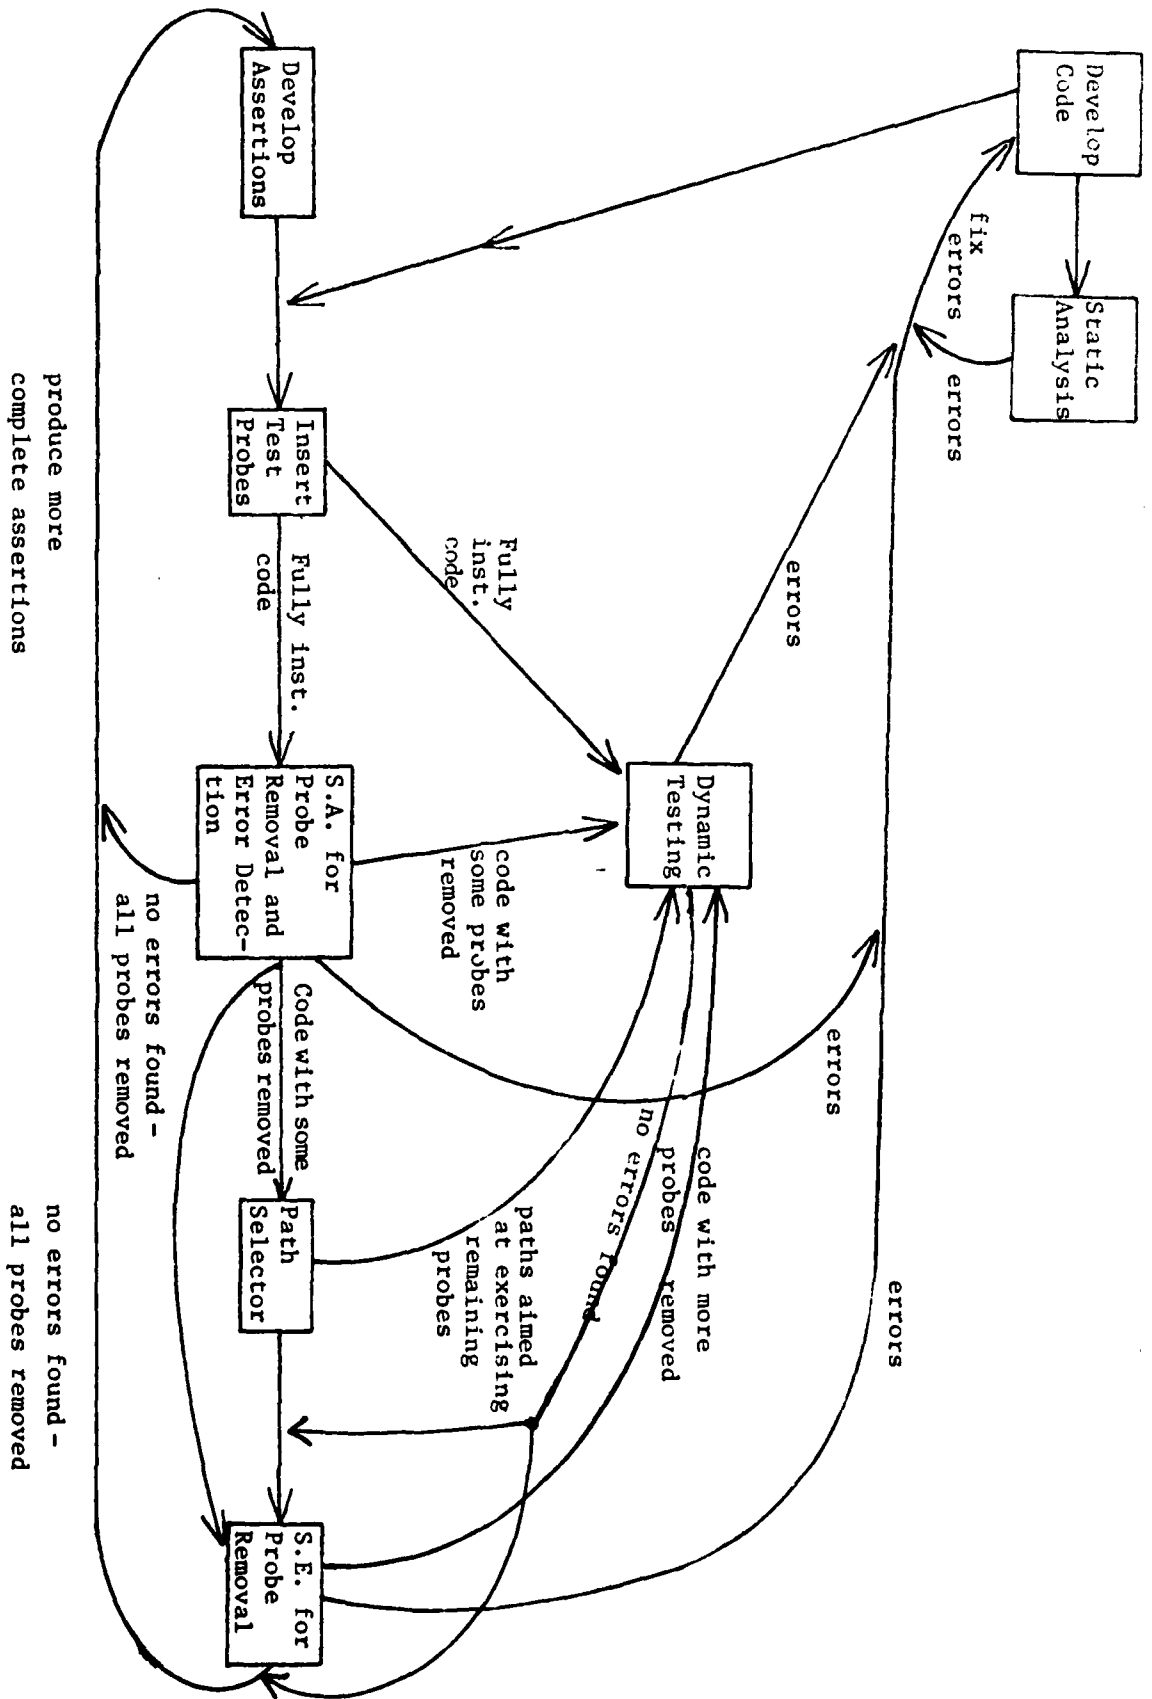 Develop
Code
Static
Analysis
fix
errors
errors
errors
errors
errors
Dynamic
Testing
Fully
inst.
code
code with
some probes
removed
no errors found
code with more
probes removed
paths aimed
at exercising
remaining
probes
Develop
Assertions
Insert
Test
Probes
Fully inst.
code
S.A. for
Probe
Removal and
Error Detec-
tion
Code with some
probes removed
Path
Selector
S.E. for
Probe
Removal
no errors found-
all probes removed
produce more
complete assertions
no errors found-
all probes removed